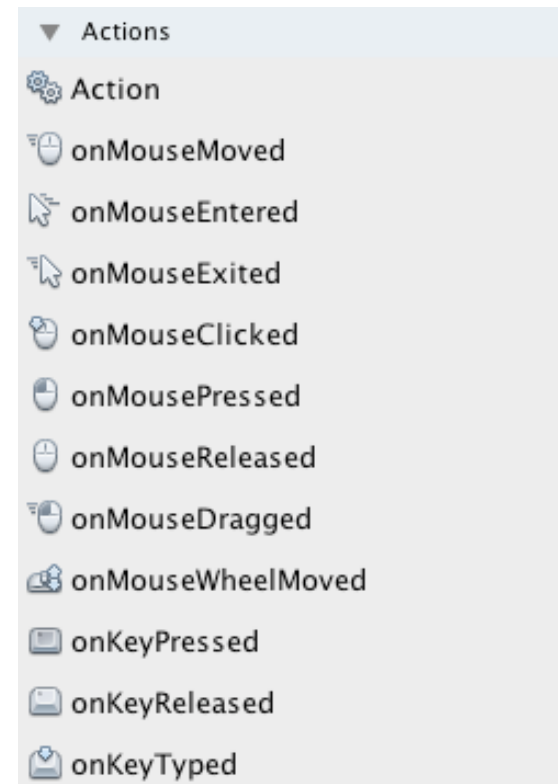 Actions
Action
onMouseMoved
onMouseEntered
onMouseExited
onMouseClicked
onMousePressed
onMouseReleased
onMouseDragged
onMouseWheelMoved
onKeyPressed
onKeyReleased
onKeyTyped